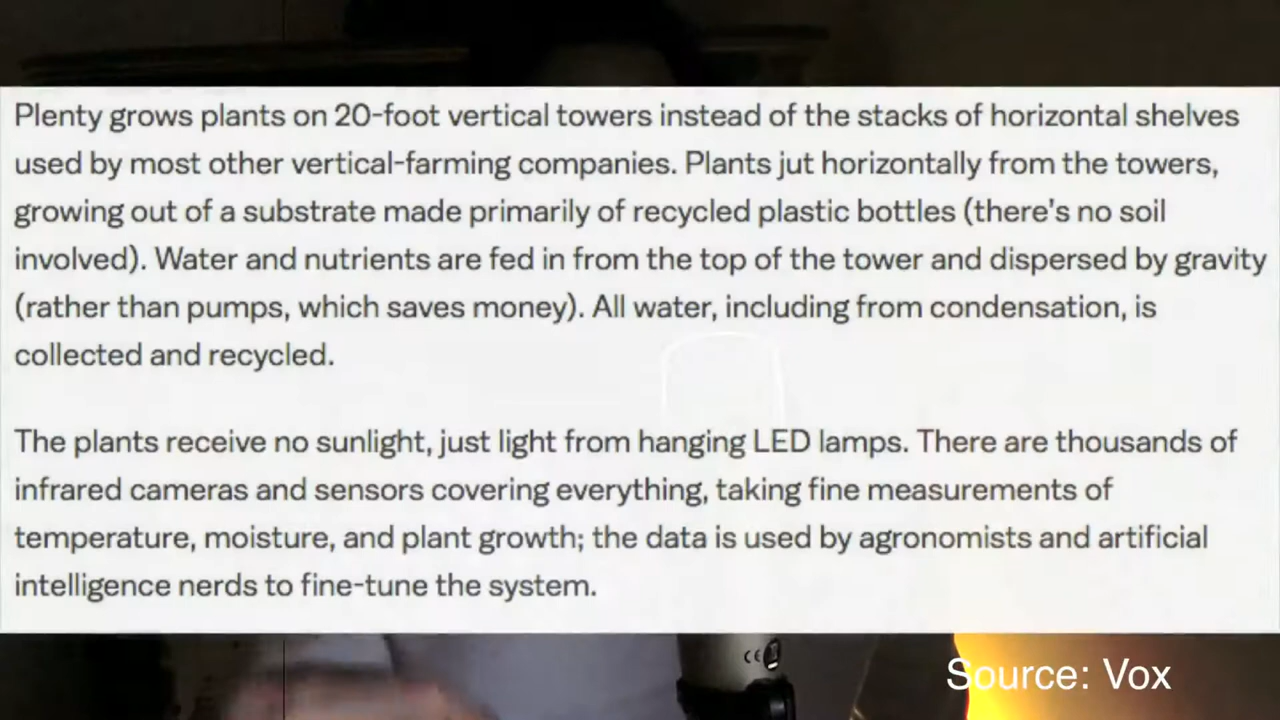 Plenty grows plants on 20-foot vertical towers instead of the stacks of horizontal shelves
used by most other vertical-farming companies. Plants jut horizontally from the towers,
growing out of a substrate made primarily of recycled plastic bottles (there's no soil
involved). Water and nutrients are fed in from the top of the tower and dispersed by gravity
(rather than pumps, which saves money). All water, including from condensation, is
collected and recycled.
The plants receive no sunlight, just light from hanging LED lamps. There are thousands of
infrared cameras and sensors covering everything, taking fine measurements of
temperature, moisture, and plant growth; the data is used by agronomists and artificial
intelligence nerds to fine-tune the system.
CE
Source: Vox